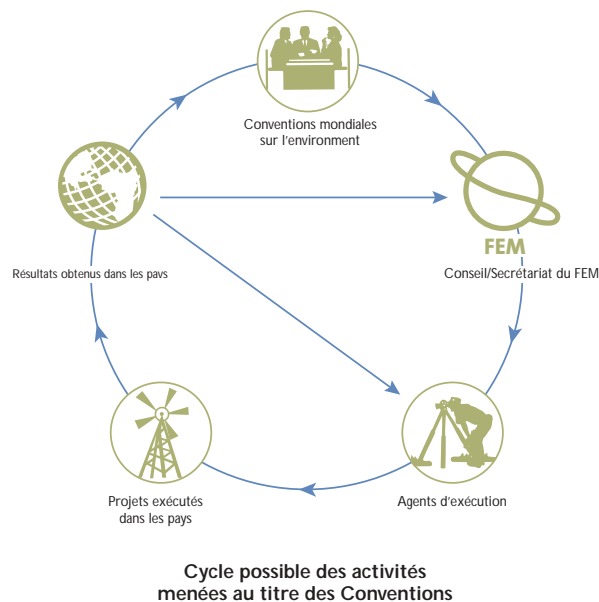 Conventions mondiales
sur l'environment
FEM
Conseil/Secrétariat du FEM
Résultats obtenus dans les pays
Agents d'exécution
Projets exécutés
dans les pays
Cycle possible des activités
menées au titre des Conventions